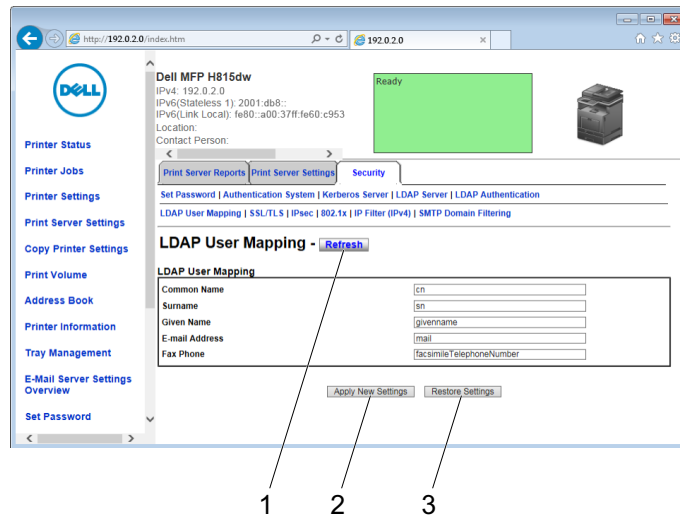 http://192.0.2.0/index.htm
192.0.2.0
DELL
Dell MFP H815dw
IPv4: 192.0.2.0
IPv6(Stateless 1): 2001:db8::
IPv6(Link Local): fe80::a00:37ff:fe60:c953
Location:
Contact Person:
Ready
Printer Status
Printer Jobs
Printer Settings
Print Server Settings
Copy Printer Settings
Print Volume
Address Book
Printer Information
Tray Management
E-Mail Server Settings
Overview
Set Password
Print Server Reports Print Server Settings Security
Set Password | Authentication System | Kerberos Server | LDAP Server | LDAP Authentication
LDAP User Mapping | SSL/TLS | IPsec | 802.1x | IP Filter (IPv4) | SMTP Domain Filtering
LDAP User Mapping - Refresh
LDAP User Mapping
Common Name cn
Surname sn
Given Name givenname
E-mail Address mail
Fax Phone facsimileTelephoneNumber
Apply New Settings Restore Settings
1 2 3